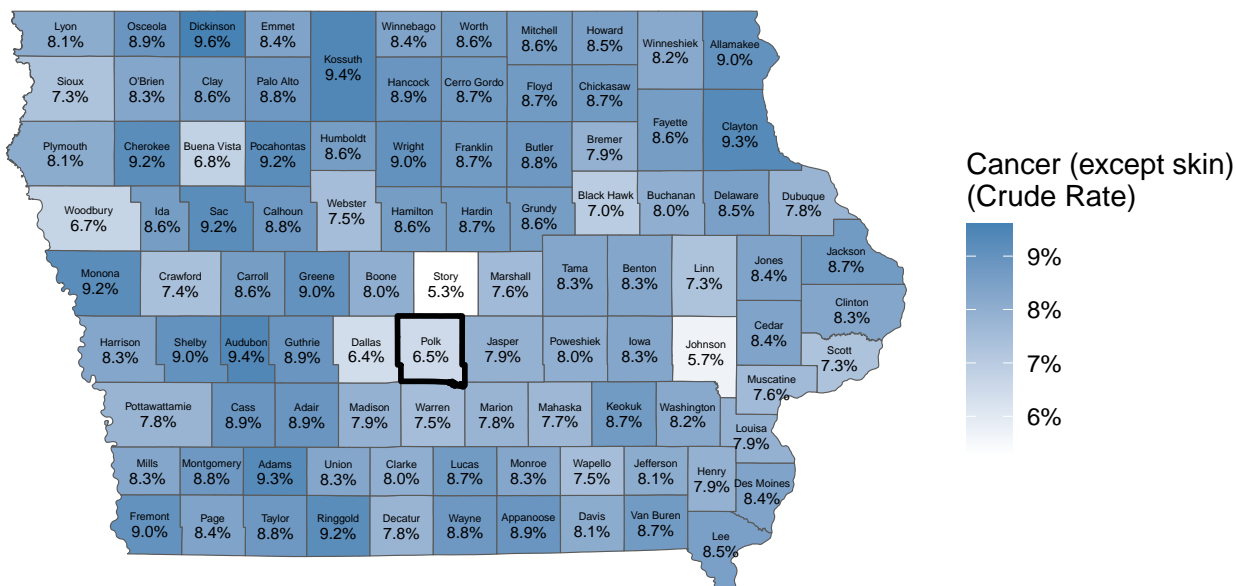 Lyon
8.1%
Osceola
8.9%
Dickinson
9.6%
Emmet
8.4%
Kossuth
9.4%
Winnebago
8.4%
Worth
8.6%
Mitchell
8.6%
Howard
8.5%
Winneshiek
8.2%
Allamakee
9.0%
Sioux
7.3%
O'Brien
8.3%
Clay
8.6%
Palo Alto
8.8%
Hancock
8.9%
Cerro Gordo
8.7%
Floyd
8.7%
Chickasaw
8.7%
Fayette
8.6%
Clayton
9.3%
Plymouth
8.1%
Cherokee
9.2%
Buena Vista
6.8%
Pocahontas
9.2%
Humboldt
8.6%
Wright
9.0%
Franklin
8.7%
Butler
8.8%
Bremer
7.9%
Woodbury
6.7%
Ida
8.6%
Sac
9.2%
Calhoun
8.8%
Webster
7.5%
Hamilton
8.6%
Hardin
8.7%
Grundy
8.6%
Black Hawk
7.0%
Buchanan
8.0%
Delaware
8.5%
Dubuque
7.8%
Monona
9.2%
Crawford
7.4%
Carroll
8.6%
Greene
9.0%
Boone
8.0%
Story
5.3%
Marshall
7.6%
Tama
8.3%
Benton
8.3%
Linn
7.3%
Jones
8.4%
Jackson
8.7%
Clinton
8.3%
Harrison
8.3%
Shelby
9.0%
Audubon
9.4%
Guthrie
8.9%
Dallas
6.4%
Polk
6.5%
Jasper
7.9%
Poweshiek
8.0%
Iowa
8.3%
Johnson
5.7%
Cedar
8.4%
Scott
7.3%
Muscatine
7.6%
Pottawattamie
7.8%
Cass
8.9%
Adair
8.9%
Madison
7.9%
Warren
7.5%
Marion
7.8%
Mahaska
7.7%
Keokuk
8.7%
Washington
8.2%
Louisa
7.9%
Mills
8.3%
Montgomery
8.8%
Adams
9.3%
Union
8.3%
Clarke
8.0%
Lucas
8.7%
Monroe
8.3%
Wapello
7.5%
Jefferson
8.1%
Henry
7.9%
Des Moines
8.4%
Fremont
9.0%
Page
8.4%
Taylor
8.8%
Ringgold
9.2%
Decatur
7.8%
Wayne
8.8%
Appanoose
8.9%
Davis
8.1%
Van Buren
8.7%
Lee
8.5%
Cancer (except skin)
(Crude Rate)
9%
8%
7%
6%